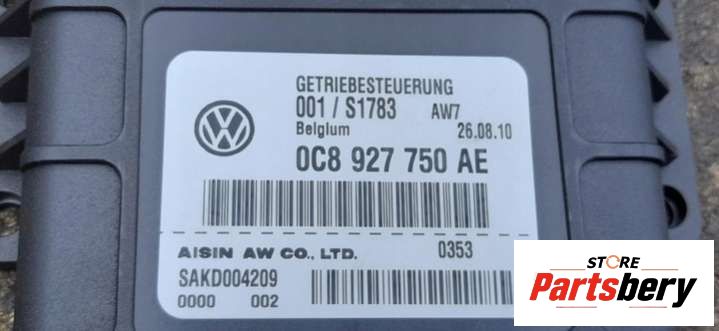 GETRIEBESTEUERUNG
001 / S1783 AW7
Belgium 26.08.10
0C8 927 750 AE
AISIN AW CO., LTD. 0353
SAKD004209
0000 002
STORE
Partsbery